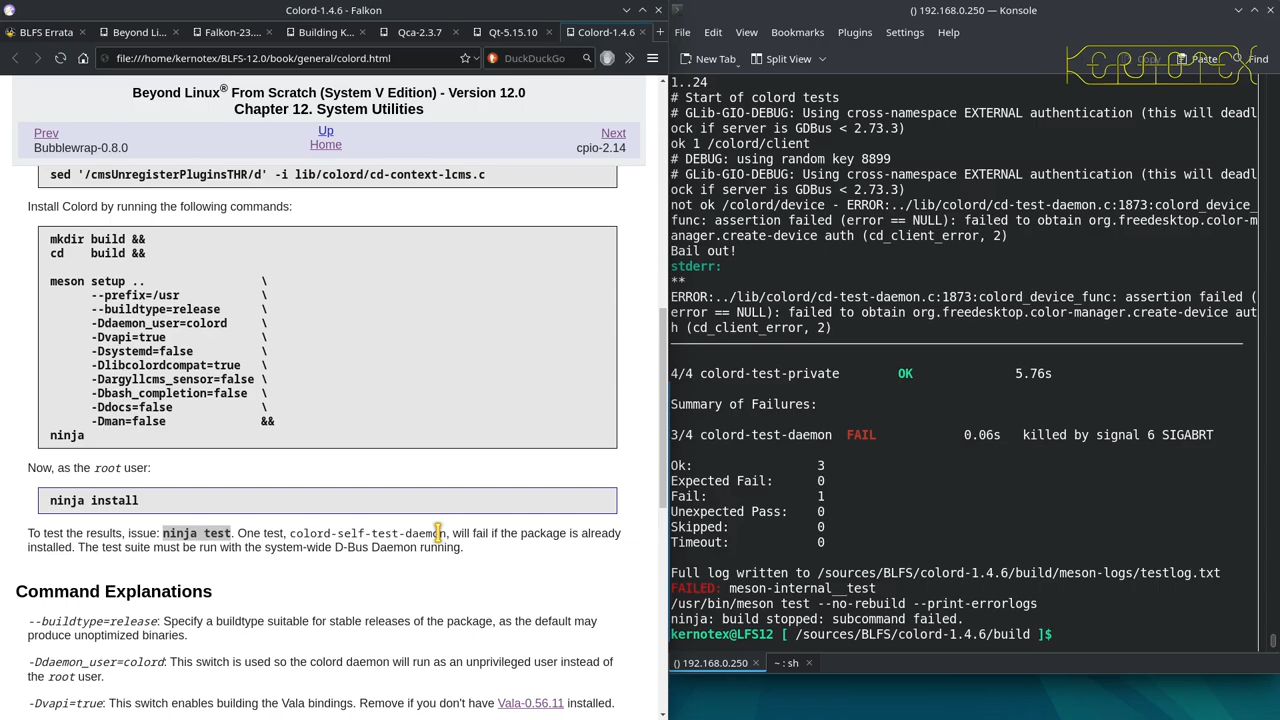 Colord-1.4.6 - Falkon
BLFS Errata
Beyond Li...
Falkon-23....
Building K...
Qca-2.3.7
Qt-5.15.10
Colord-1.4.6
file:///home/kernotex/BLFS-12.0/book/general/colord.html
DuckDuckGo
Beyond Linux® From Scratch (System V Edition) - Version 12.0
Chapter 12. System Utilities
Prev
Up
Next
Bubblewrap-0.8.0
Home
cpio-2.14
sed '/cmsUnregisterPluginsTHR/d' -i lib/colord/cd-context-lcms.c
Install Colord by running the following commands:
mkdir build &&
cd    build &&
meson setup ..                 \
      --prefix=/usr            \
      --buildtype=release      \
      -Ddaemon_user=colord     \
      -Dvapi=true              \
      -Dsystemd=false          \
      -Dlibcolordcompat=true   \
      -Dargyllcms_sensor=false \
      -Dbash_completion=false  \
      -Ddocs=false             \
      -Dman=false              &&
ninja
Now, as the root user:
ninja install
To test the results, issue: ninja test. One test, colord-self-test-daemon, will fail if the package is already
installed. The test suite must be run with the system-wide D-Bus Daemon running.
Command Explanations
--buildtype=release: Specify a buildtype suitable for stable releases of the package, as the default may
produce unoptimized binaries.
-Ddaemon_user=colord: This switch is used so the colord daemon will run as an unprivileged user instead of
the root user.
-Dvapi=true: This switch enables building the Vala bindings. Remove if you don't have Vala-0.56.11 installed.
() 192.168.0.250 — Konsole
File Edit View Bookmarks Plugins Settings Help
New Tab Split View Copy Paste Find
KERNOTEX
1..24
# Start of colord tests
# GLib-GIO-DEBUG: Using cross-namespace EXTERNAL authentication (this will deadl
ock if server is GDBus < 2.73.3)
ok 1 /colord/client
# DEBUG: using random key 8899
# GLib-GIO-DEBUG: Using cross-namespace EXTERNAL authentication (this will deadl
ock if server is GDBus < 2.73.3)
not ok /colord/device - ERROR:../lib/colord/cd-test-daemon.c:1873:colord_device_
func: assertion failed (error == NULL): failed to obtain org.freedesktop.color-m
anager.create-device auth (cd_client_error, 2)
Bail out!
stderr:
**
ERROR:../lib/colord/cd-test-daemon.c:1873:colord_device_func: assertion failed (
error == NULL): failed to obtain org.freedesktop.color-manager.create-device aut
h (cd_client_error, 2)
4/4 colord-test-private        OK              5.76s
Summary of Failures:
3/4 colord-test-daemon  FAIL            0.06s   killed by signal 6 SIGABRT
Ok:                 3
Expected Fail:      0
Fail:               1
Unexpected Pass:    0
Skipped:            0
Timeout:            0
Full log written to /sources/BLFS/colord-1.4.6/build/meson-logs/testlog.txt
FAILED: meson-internal__test
/usr/bin/meson test --no-rebuild --print-errorlogs
ninja: build stopped: subcommand failed.
kernotex@LFS12 [ /sources/BLFS/colord-1.4.6/build ]$
() 192.168.0.250
~ : sh